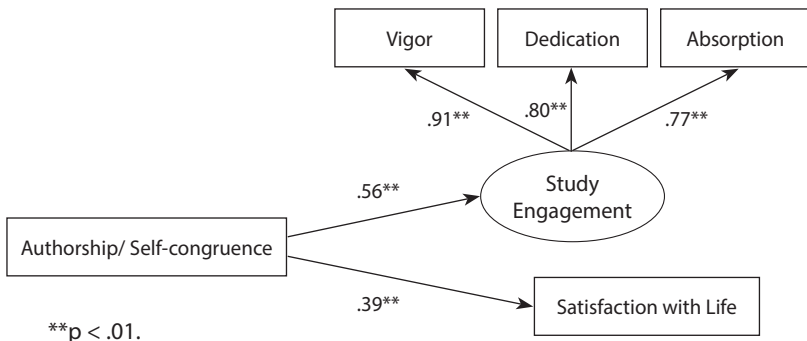 Vigor
Dedication
Absorption
.91**
.80**
.77**
Study
Engagement
.56**
Authorship/ Self-congruence
.39**
Satisfaction with Life
**p < .01.